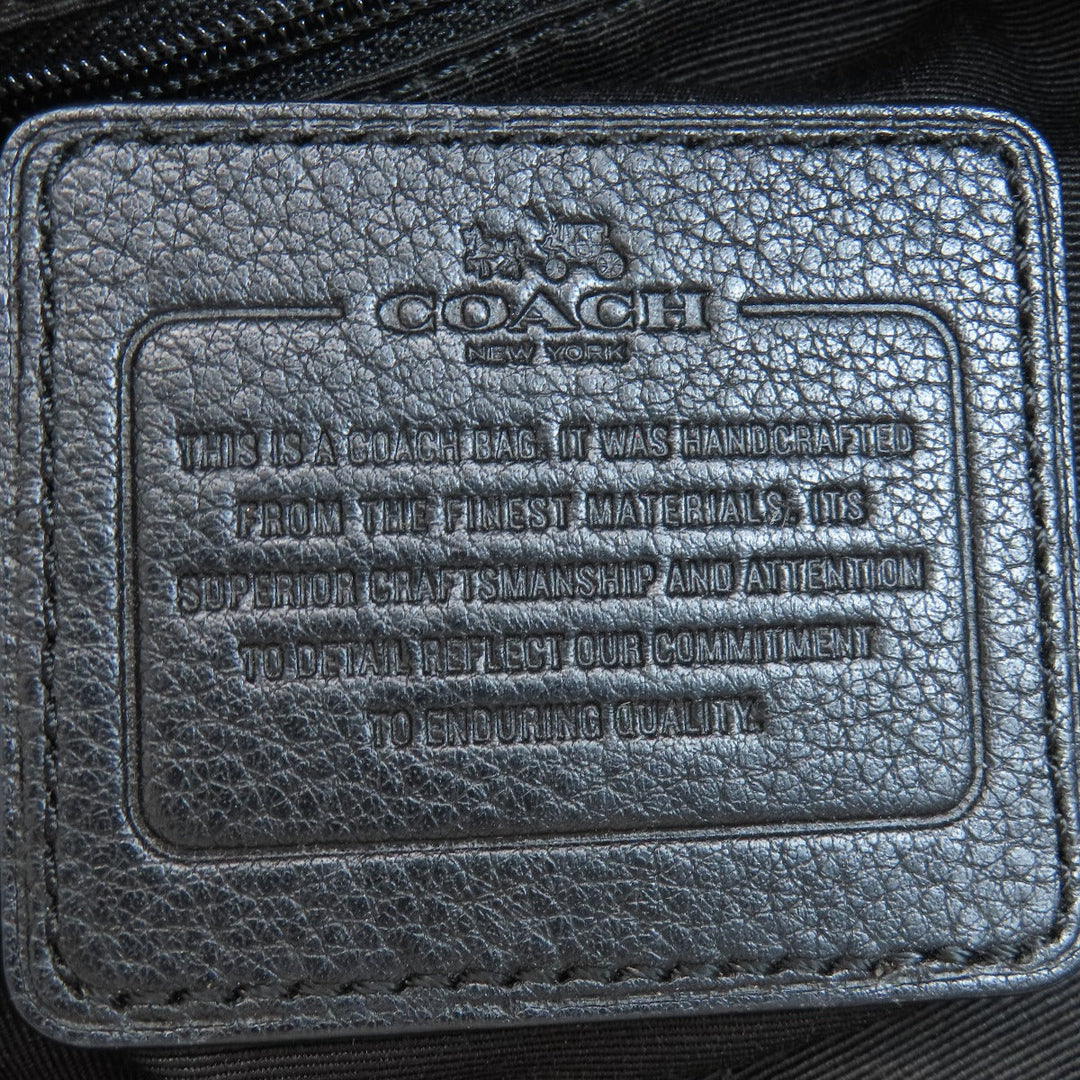 COACH
NEW YORK
THIS IS A COACH BAG. IT WAS HANDCRAFTED
FROM THE FINEST MATERIALS. ITS
SUPERIOR CRAFTSMANSHIP AND ATTENTION
TO DETAIL REFLECT OUR COMMITMENT
TO ENDURING QUALITY.